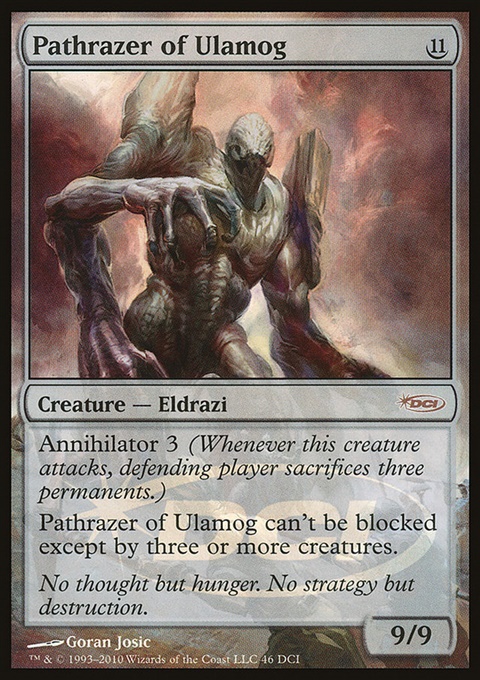 Pathrazer of Ulamog 11
Creature — Eldrazi DCI
Annihilator 3 (Whenever this creature
attacks, defending player sacrifices three
permanents.)
Pathrazer of Ulamog can't be blocked
except by three or more creatures.
No thought but hunger. No strategy but
destruction.
DCI
Goran Josic
9/9
™ & © 1993–2010 Wizards of the Coast LLC 46 DCI